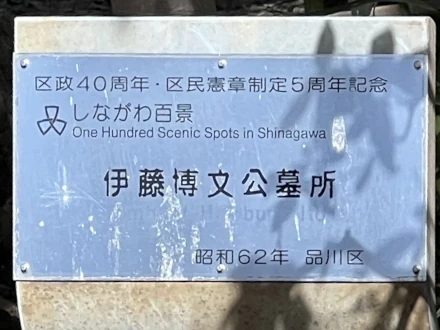 区政40周年・区民憲章制定5周年記念
しながわ百景
One Hundred Scenic Spots in Shinagawa
伊藤博文公墓所
昭和62年 品川区